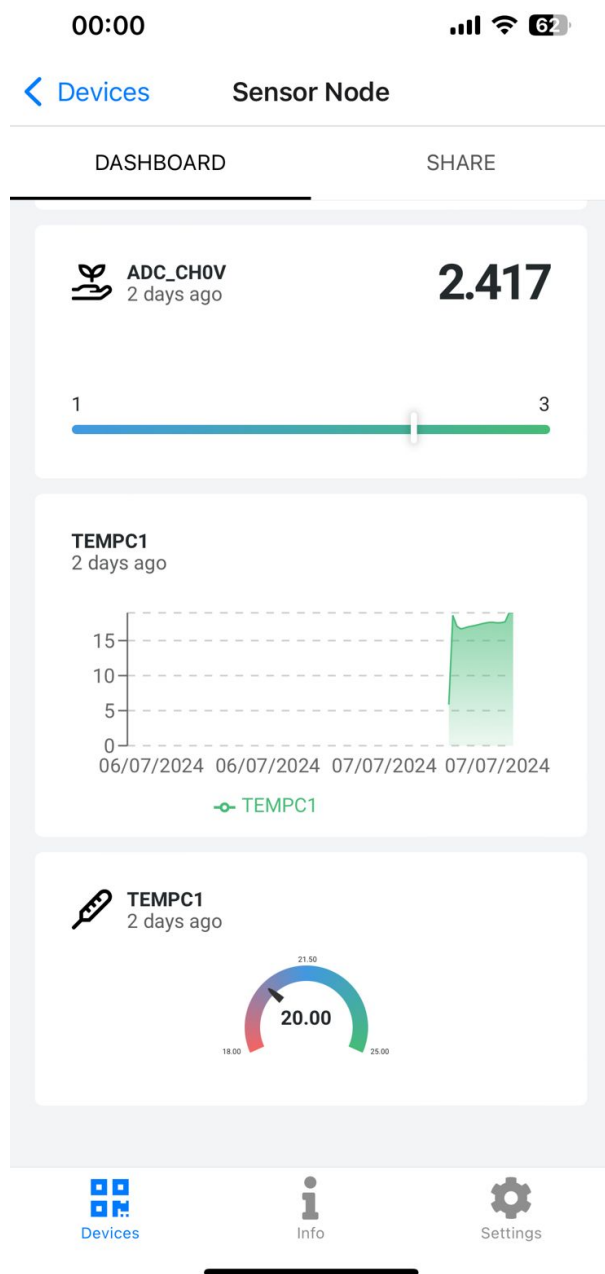 00:00
62
Devices
Sensor Node
DASHBOARD
SHARE
ADC_CH0V
2 days ago
2.417
1
3
TEMPC1
2 days ago
15
10
5
0
06/07/2024 06/07/2024 07/07/2024 07/07/2024
TEMPC1
TEMPC1
2 days ago
21.50
20.00
18.00
25.00
Devices
Info
Settings